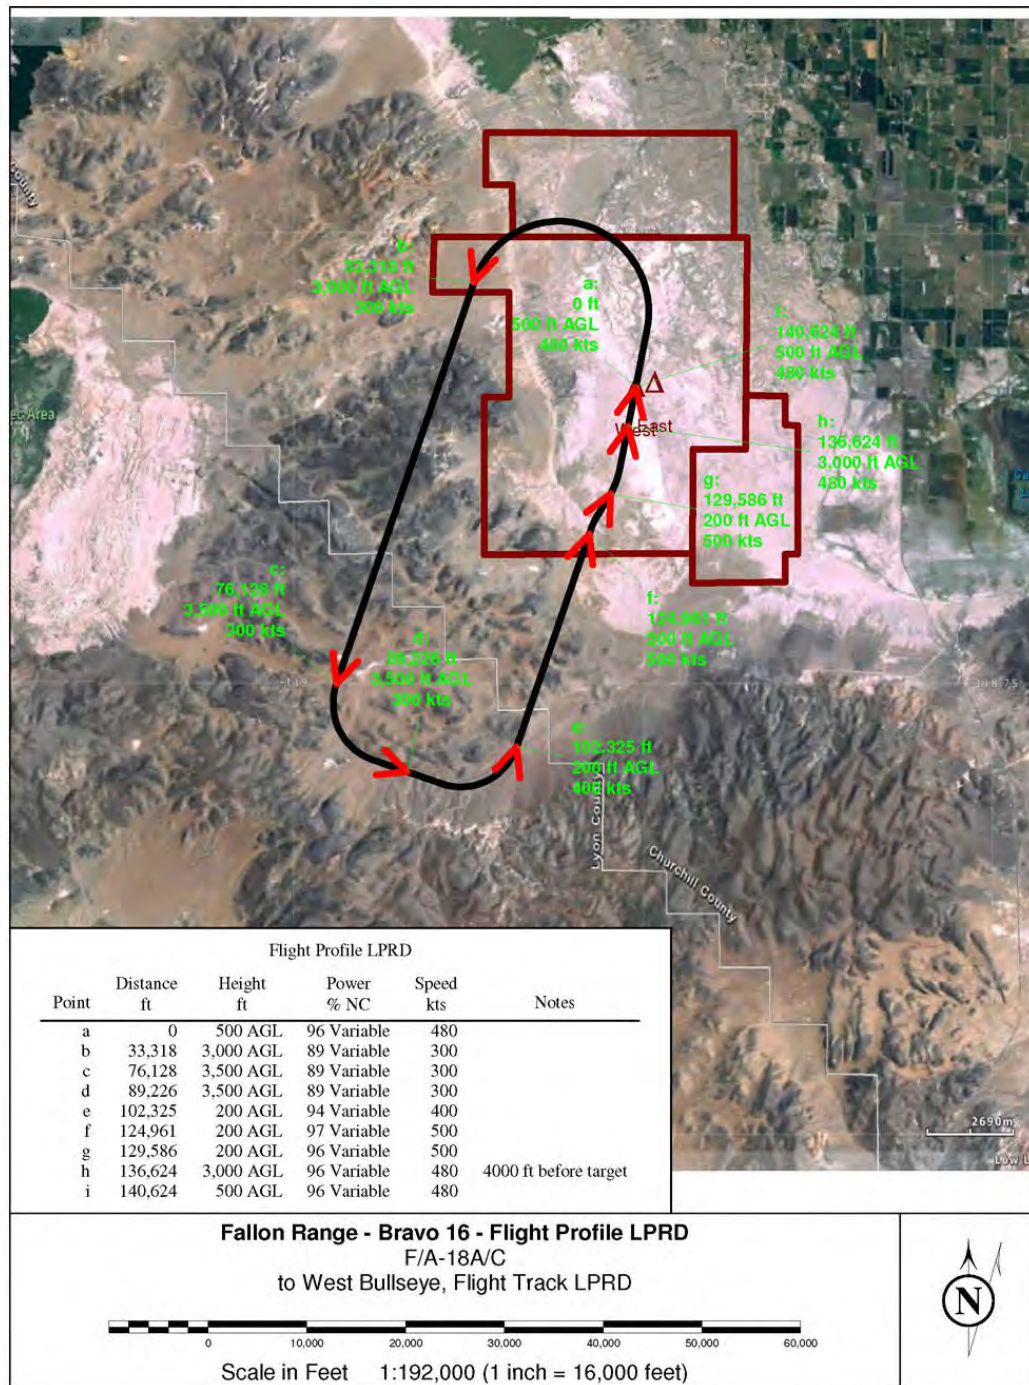 County
b:
33,318 ft
3,000 ft AGL
300 kts
a:
0 ft
500 ft AGL
480 kts
i:
140,624 ft
500 ft AGL
480 kts
Δ
West
East
h:
136,624 ft
3,000 ft AGL
480 kts
g:
129,586 ft
200 ft AGL
500 kts
c:
76,128 ft
3,500 ft AGL
300 kts
d:
89,226 ft
3,500 ft AGL
300 kts
f:
124,961 ft
200 ft AGL
500 kts
-119
e:
102,325 ft
200 ft AGL
400 kts
Lyon County
Churchill County
2690m
Flight Profile LPRD
Point Distance ft Height ft Power % NC Speed kts Notes
a 0 500 AGL 96 Variable 480
b 33,318 3,000 AGL 89 Variable 300
c 76,128 3,500 AGL 89 Variable 300
d 89,226 3,500 AGL 89 Variable 300
e 102,325 200 AGL 94 Variable 400
f 124,961 200 AGL 97 Variable 500
g 129,586 200 AGL 96 Variable 500
h 136,624 3,000 AGL 96 Variable 480 4000 ft before target
i 140,624 500 AGL 96 Variable 480
Fallon Range - Bravo 16 - Flight Profile LPRD
F/A-18A/C
to West Bullseye, Flight Track LPRD
0 10,000 20,000 30,000 40,000 50,000 60,000
Scale in Feet 1:192,000 (1 inch = 16,000 feet)
N